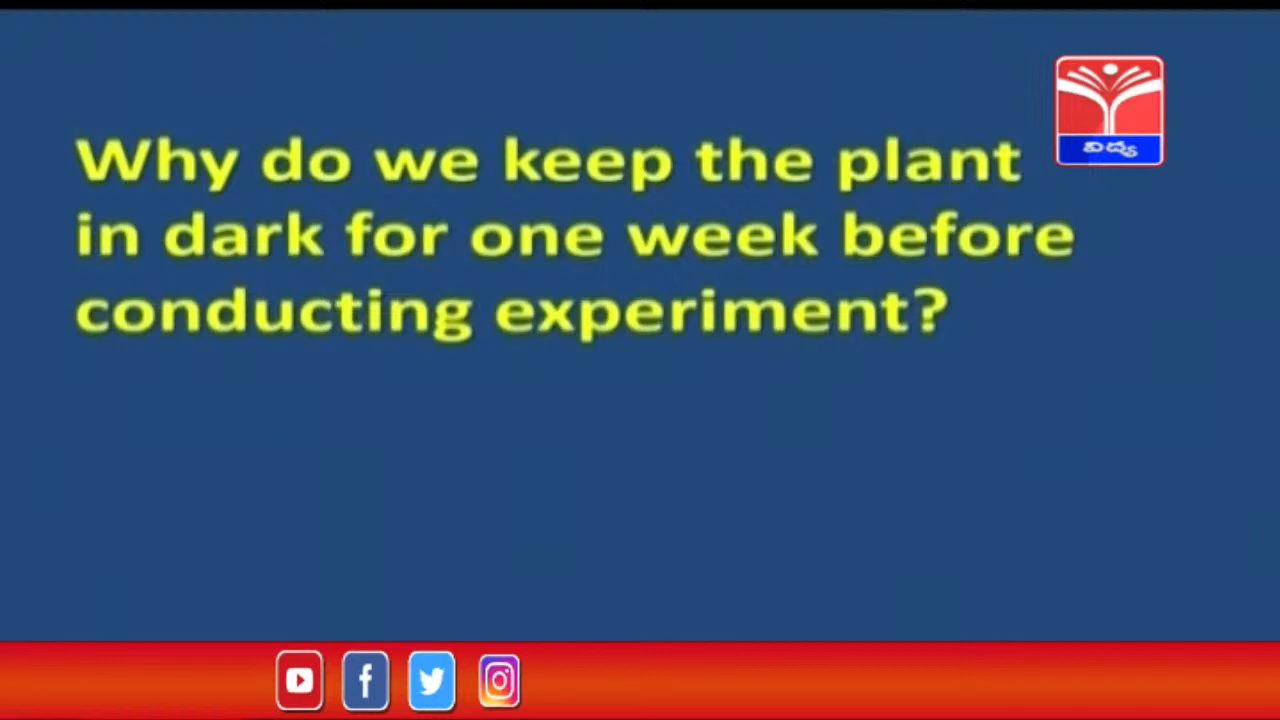 Why do we keep the plant
in dark for one week before
conducting experiment?
విద్య